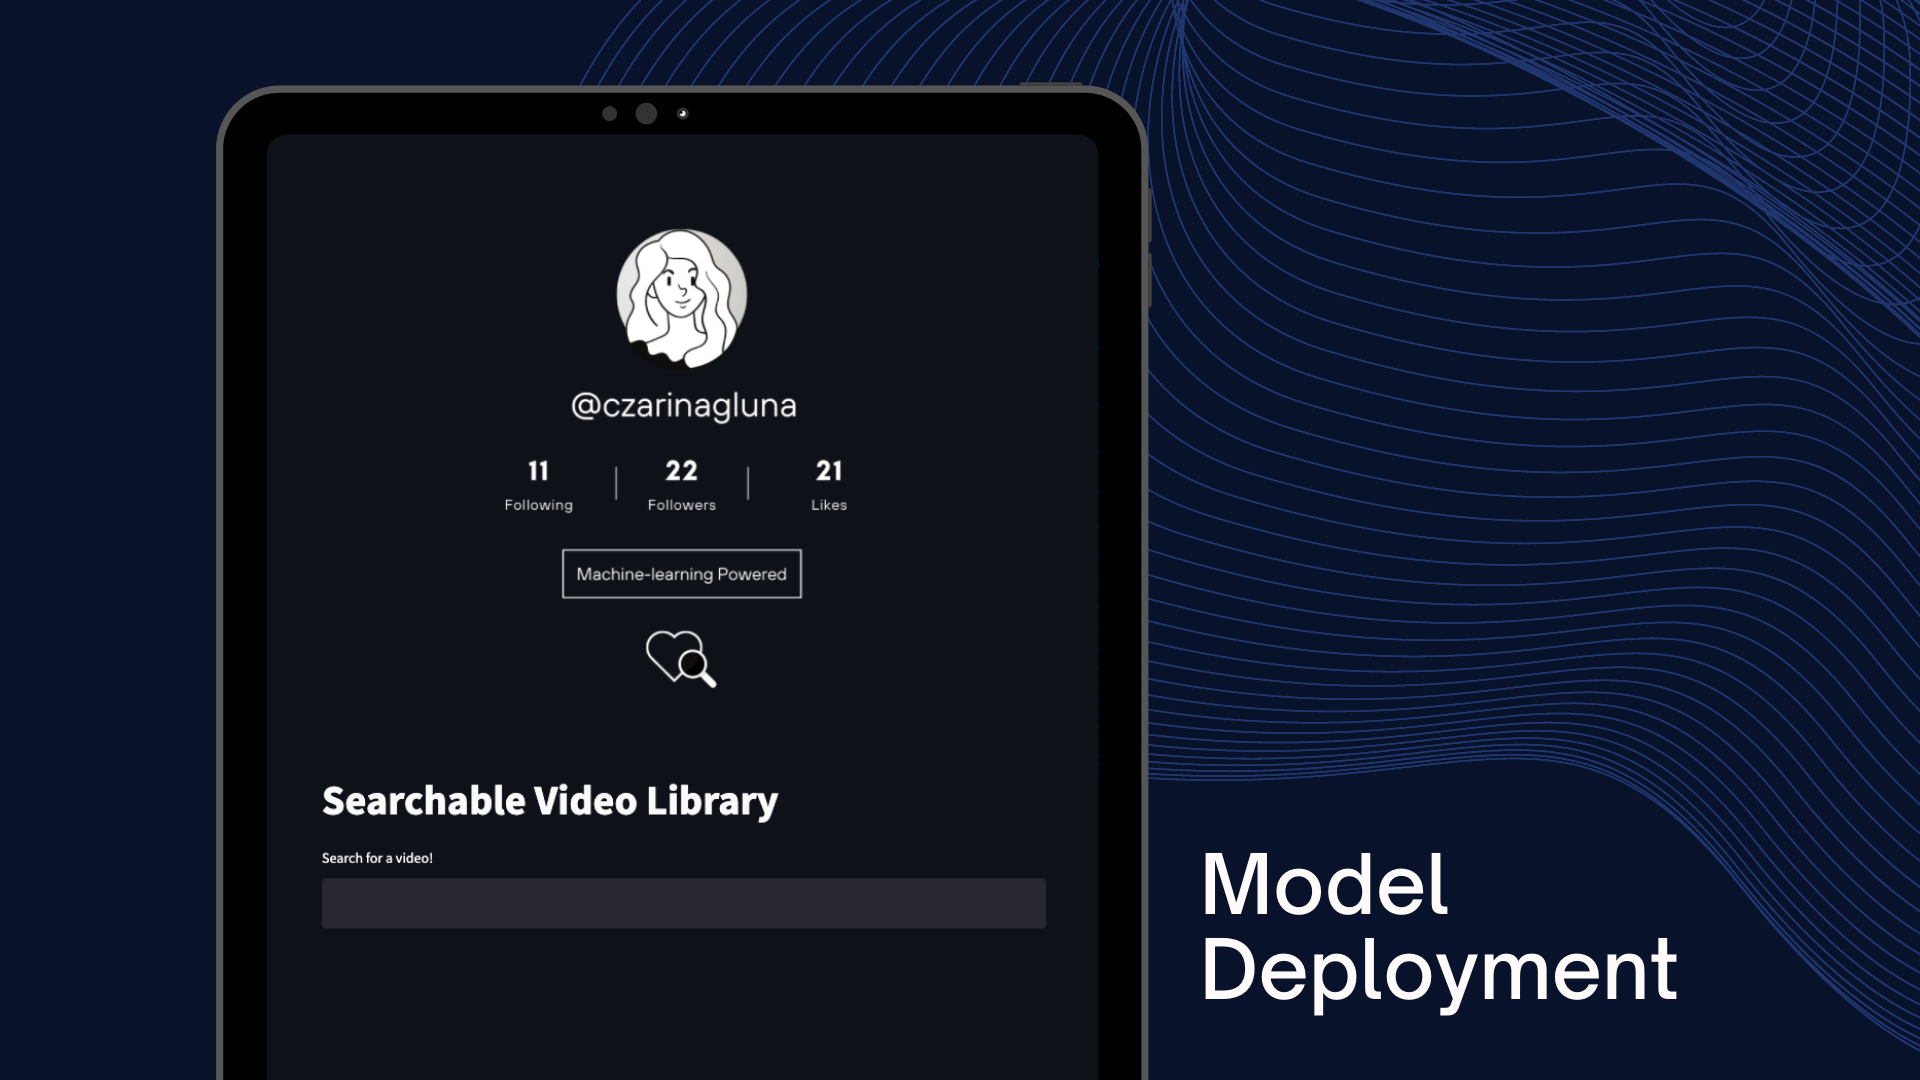 @czarinagluna
11 22 21
Following Followers Likes
Machine-learning Powered
Searchable Video Library
Search for a video!
Model
Deployment